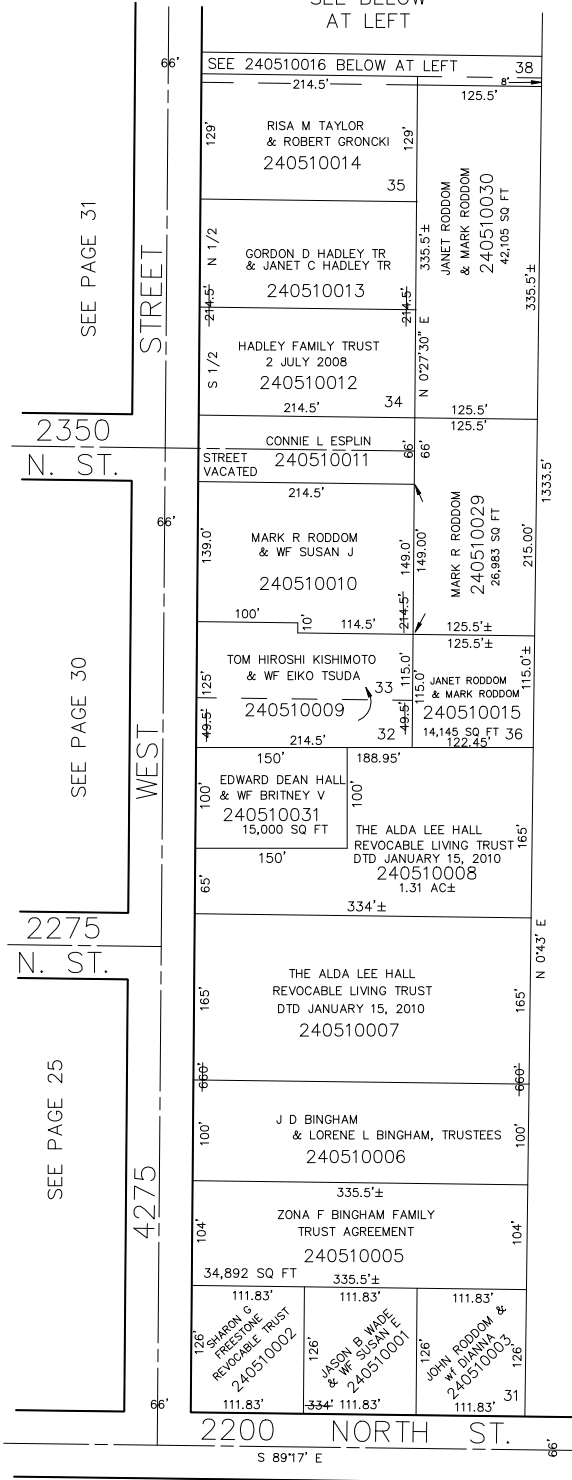 SEE BELOW
AT LEFT
66'
SEE 240510016 BELOW AT LEFT
38
8'
214.5'
125.5'
129'
RISA M TAYLOR
& ROBERT GRONCKI
240510014
129'
35
JANET RODDOM
& MARK RODDOM
240510030
42,105 SQ FT
335.5'±
335.5'±
SEE PAGE 31
STREET
N 1/2
GORDON D HADLEY TR
& JANET C HADLEY TR
240510013
214.5'
214.5'
N 0°27'30" E
S 1/2
HADLEY FAMILY TRUST
2 JULY 2008
240510012
34
214.5'
125.5'
125.5'
2350
N. ST.
STREET
VACATED
CONNIE L ESPLIN
240510011
66'
66'
214.5'
1333.5'
66'
139.0'
MARK R RODDOM
& WF SUSAN J
240510010
149.0'
149.00'
214.5'
MARK R RODDOM
240510029
26,983 SQ FT
215.00'
100'
10'
114.5'
125.5'±
125.5'±
SEE PAGE 30
WEST
125'
49.5'
TOM HIROSHI KISHIMOTO
& WF EIKO TSUDA
33
240510009
115.0'
115.0'
49.5'
32
214.5'
JANET RODDOM
& MARK RODDOM
240510015
14,145 SQ FT
36
115.0'±
122.45'
150'
188.95'
100'
EDWARD DEAN HALL
& WF BRITNEY V
240510031
15,000 SQ FT
100'
150'
65'
THE ALDA LEE HALL
REVOCABLE LIVING TRUST
DTD JANUARY 15, 2010
240510008
1.31 AC±
165'
334'±
2275
N. ST.
N 0°43' E
165'
THE ALDA LEE HALL
REVOCABLE LIVING TRUST
DTD JANUARY 15, 2010
240510007
165'
660'
660'
SEE PAGE 25
4275
100'
J D BINGHAM
& LORENE L BINGHAM, TRUSTEES
240510006
100'
335.5'±
104'
ZONA F BINGHAM FAMILY
TRUST AGREEMENT
240510005
104'
34,892 SQ FT
335.5'±
111.83'
111.83'
111.83'
126'
SHARON G
FREESTONE
REVOCABLE TRUST
240510002
126'
JASON B WADE
& WF SUSAN E
240510001
126'
JOHN RODDOM &
wf DIANNA
240510003
126'
31
66'
111.83'
334'
111.83'
111.83'
2200 NORTH ST.
66'
S 89°17' E